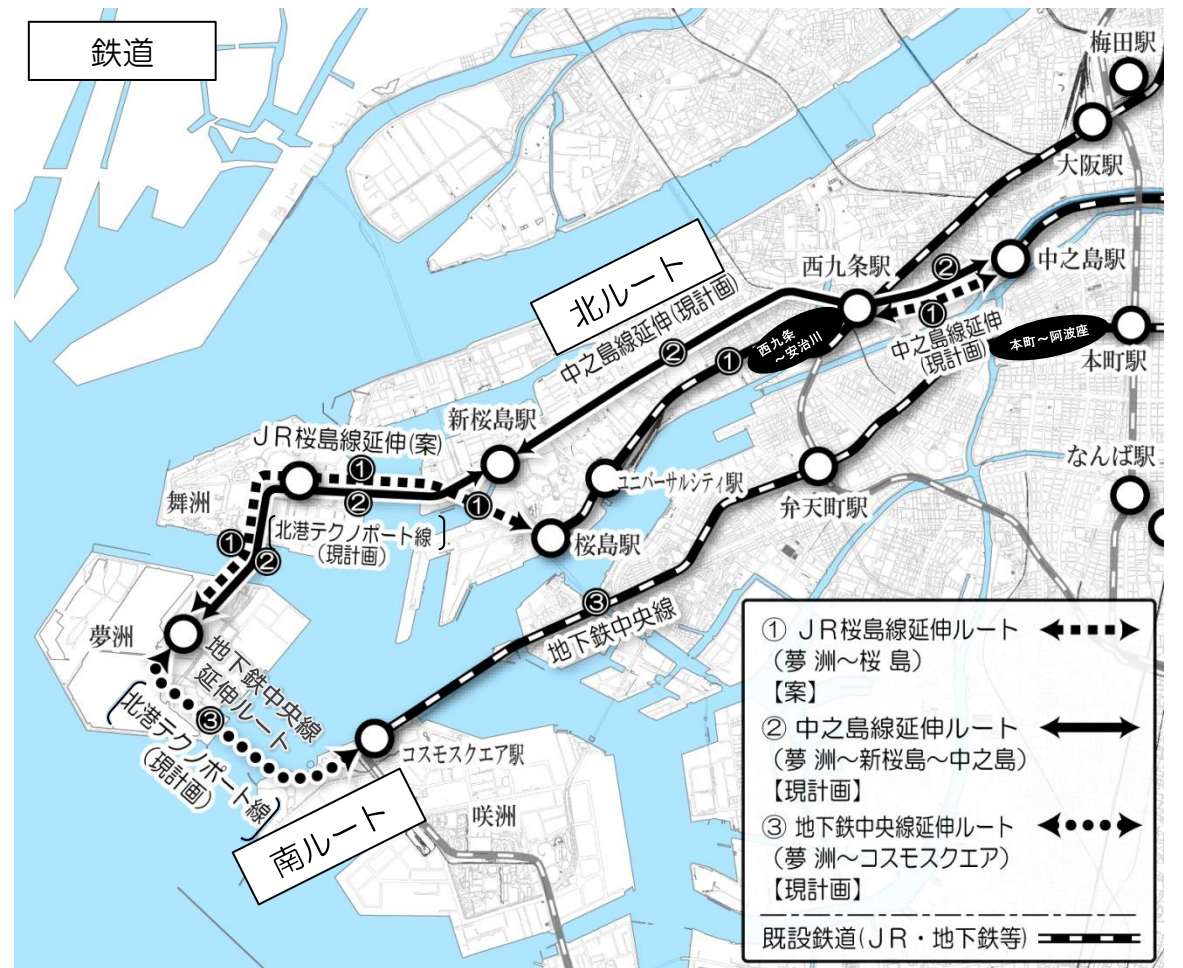 鉄道
梅田駅
大阪駅
西九条駅
②
中之島駅
北ルート
中之島線延伸(現計画)
②
①
西九条
～安治川
①
中之島線延伸
(現計画)
本町～阿波座
本町駅
新桜島駅
JR桜島線延伸(案)
①
②
①
ユニバーサルシティ駅
なんば駅
弁天町駅
舞洲
北港テクノポート線
(現計画)
桜島駅
①
②
③
地下鉄中央線
夢洲
地下鉄中央線
延伸ルート
③
北港テクノポート線
(現計画)
コスモスクエア駅
咲洲
南ルート
① JR桜島線延伸ルート
(夢洲～桜島)
【案】
② 中之島線延伸ルート
(夢洲～新桜島～中之島)
【現計画】
③ 地下鉄中央線延伸ルート
(夢洲～コスモスクエア)
【現計画】
既設鉄道(JR・地下鉄等)